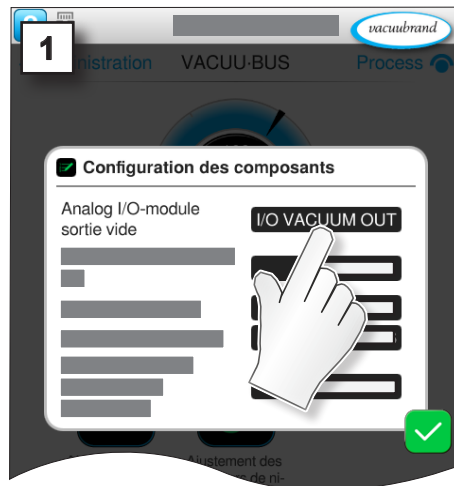 1
vacuubrand
nistration VACUU·BUS Process
Configuration des composants
Analog I/O-module
sortie vide
I/O VACUUM OUT
Ajustement des
de ni-